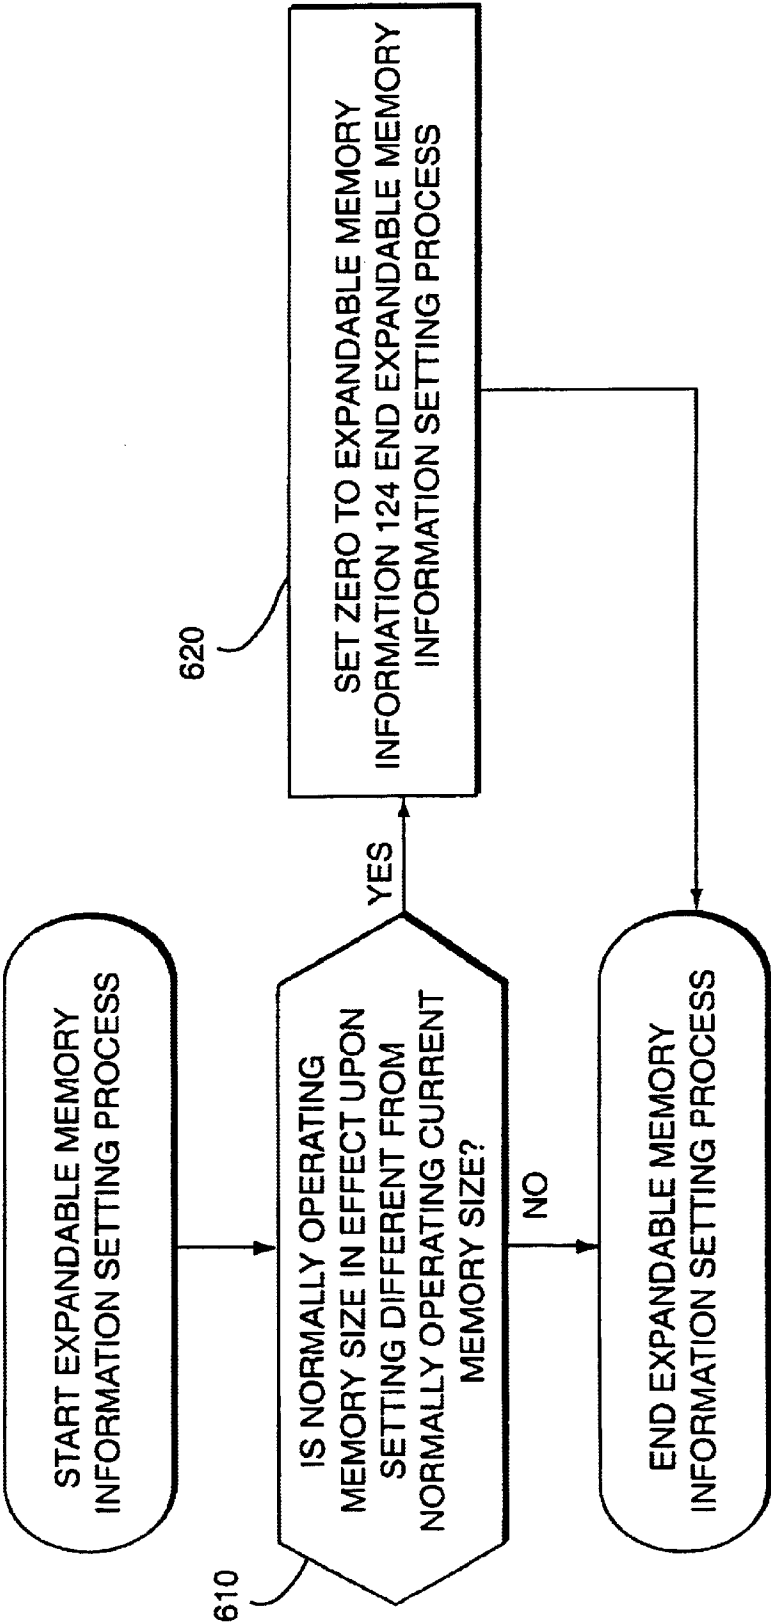 START EXPANDABLE MEMORY
INFORMATION SETTING PROCESS
610
IS NORMALLY OPERATING
MEMORY SIZE IN EFFECT UPON
SETTING DIFFERENT FROM
NORMALLY OPERATING CURRENT
MEMORY SIZE?
YES
NO
620
SET ZERO TO EXPANDABLE MEMORY
INFORMATION 124 END EXPANDABLE MEMORY
INFORMATION SETTING PROCESS
END EXPANDABLE MEMORY
INFORMATION SETTING PROCESS